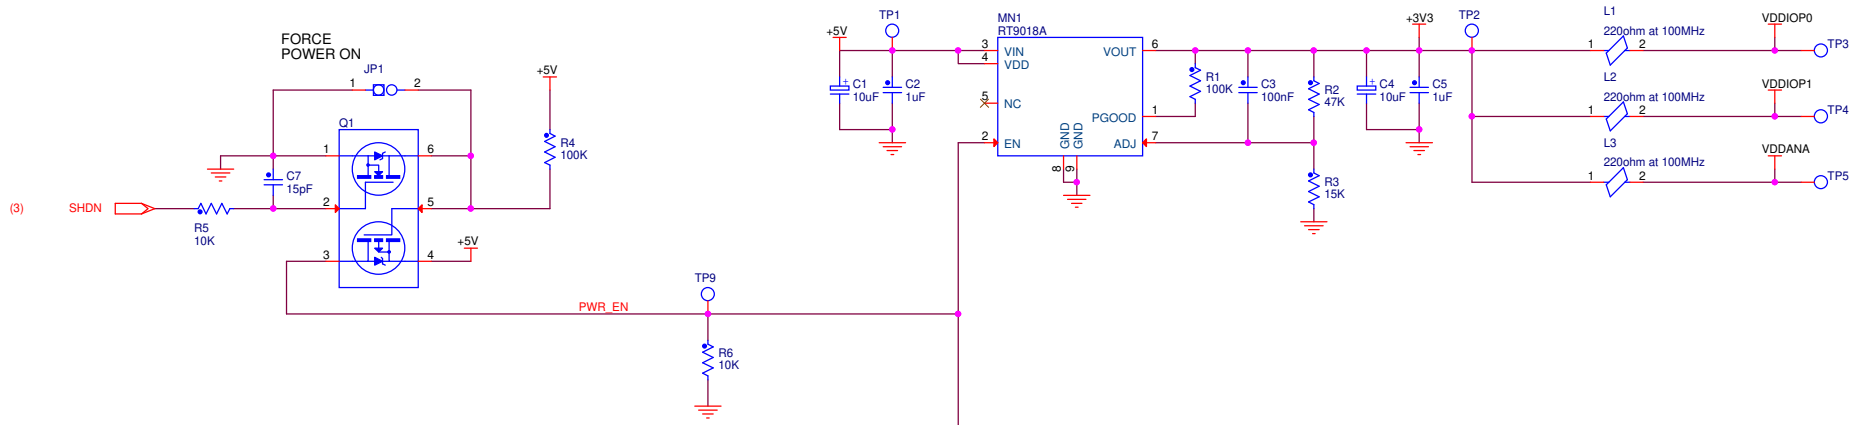 FORCE
POWER ON
JP1
1 2
+5V
Q1
R4
100K
1 6
C7
15pF
(3) SHDN
2 5
R5
10K
+5V
3 4
PWR_EN
TP9
R6
10K
+5V
TP1
C1
10uF
C2
1uF
MN1
RT9018A
3 VIN
4 VDD
5 NC
2 EN
VOUT 6
PGOOD 1
ADJ 7
GND
GND
8
9
R1
100K
C3
100nF
R2
47K
R3
15K
C4
10uF
+3V3
C5
1uF
TP2
L1
220ohm at 100MHz
1 2
VDDIOP0
TP3
L2
220ohm at 100MHz
1 2
VDDIOP1
TP4
L3
220ohm at 100MHz
1 2
VDDANA
TP5